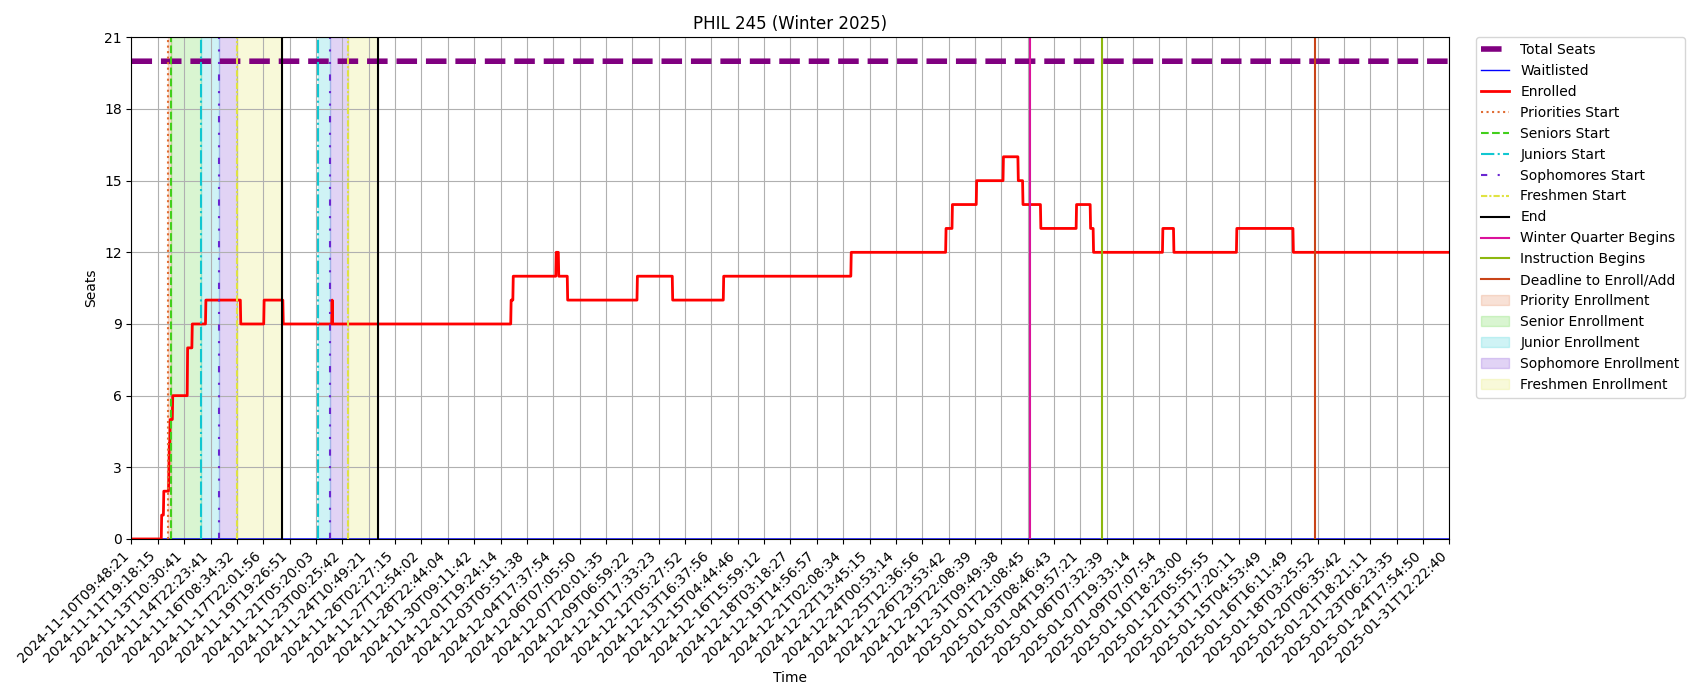 PHIL 245 (Winter 2025)
21
18
15
12
9
6
3
0
Seats
2024-11-10T09:48:21
2024-11-11T19:18:15
2024-11-13T10:30:41
2024-11-14T22:23:41
2024-11-16T08:34:32
2024-11-17T22:01:56
2024-11-19T19:26:51
2024-11-21T05:20:03
2024-11-23T00:25:42
2024-11-24T10:49:21
2024-11-26T02:27:15
2024-11-27T12:54:02
2024-11-28T22:44:04
2024-11-30T09:11:42
2024-12-01T19:24:14
2024-12-03T05:51:38
2024-12-04T17:37:54
2024-12-06T07:05:50
2024-12-07T20:01:35
2024-12-09T06:59:22
2024-12-10T17:33:23
2024-12-12T05:27:52
2024-12-13T16:37:56
2024-12-15T04:44:46
2024-12-16T15:59:12
2024-12-18T03:18:27
2024-12-19T14:56:57
2024-12-21T02:08:34
2024-12-22T13:45:15
2024-12-24T00:53:14
2024-12-25T12:36:56
2024-12-26T23:53:42
2024-12-29T22:08:39
2024-12-31T09:49:38
2025-01-01T21:08:45
2025-01-03T08:46:43
2025-01-04T19:57:21
2025-01-06T07:32:39
2025-01-07T19:33:14
2025-01-09T07:07:54
2025-01-10T18:23:00
2025-01-12T05:55:55
2025-01-13T17:20:11
2025-01-15T04:53:49
2025-01-16T16:11:49
2025-01-18T03:25:52
2025-01-20T06:35:42
2025-01-21T18:21:11
2025-01-23T06:23:35
2025-01-24T17:54:50
2025-01-31T12:22:40
Time
Total Seats
Waitlisted
Enrolled
Priorities Start
Seniors Start
Juniors Start
Sophomores Start
Freshmen Start
End
Winter Quarter Begins
Instruction Begins
Deadline to Enroll/Add
Priority Enrollment
Senior Enrollment
Junior Enrollment
Sophomore Enrollment
Freshmen Enrollment